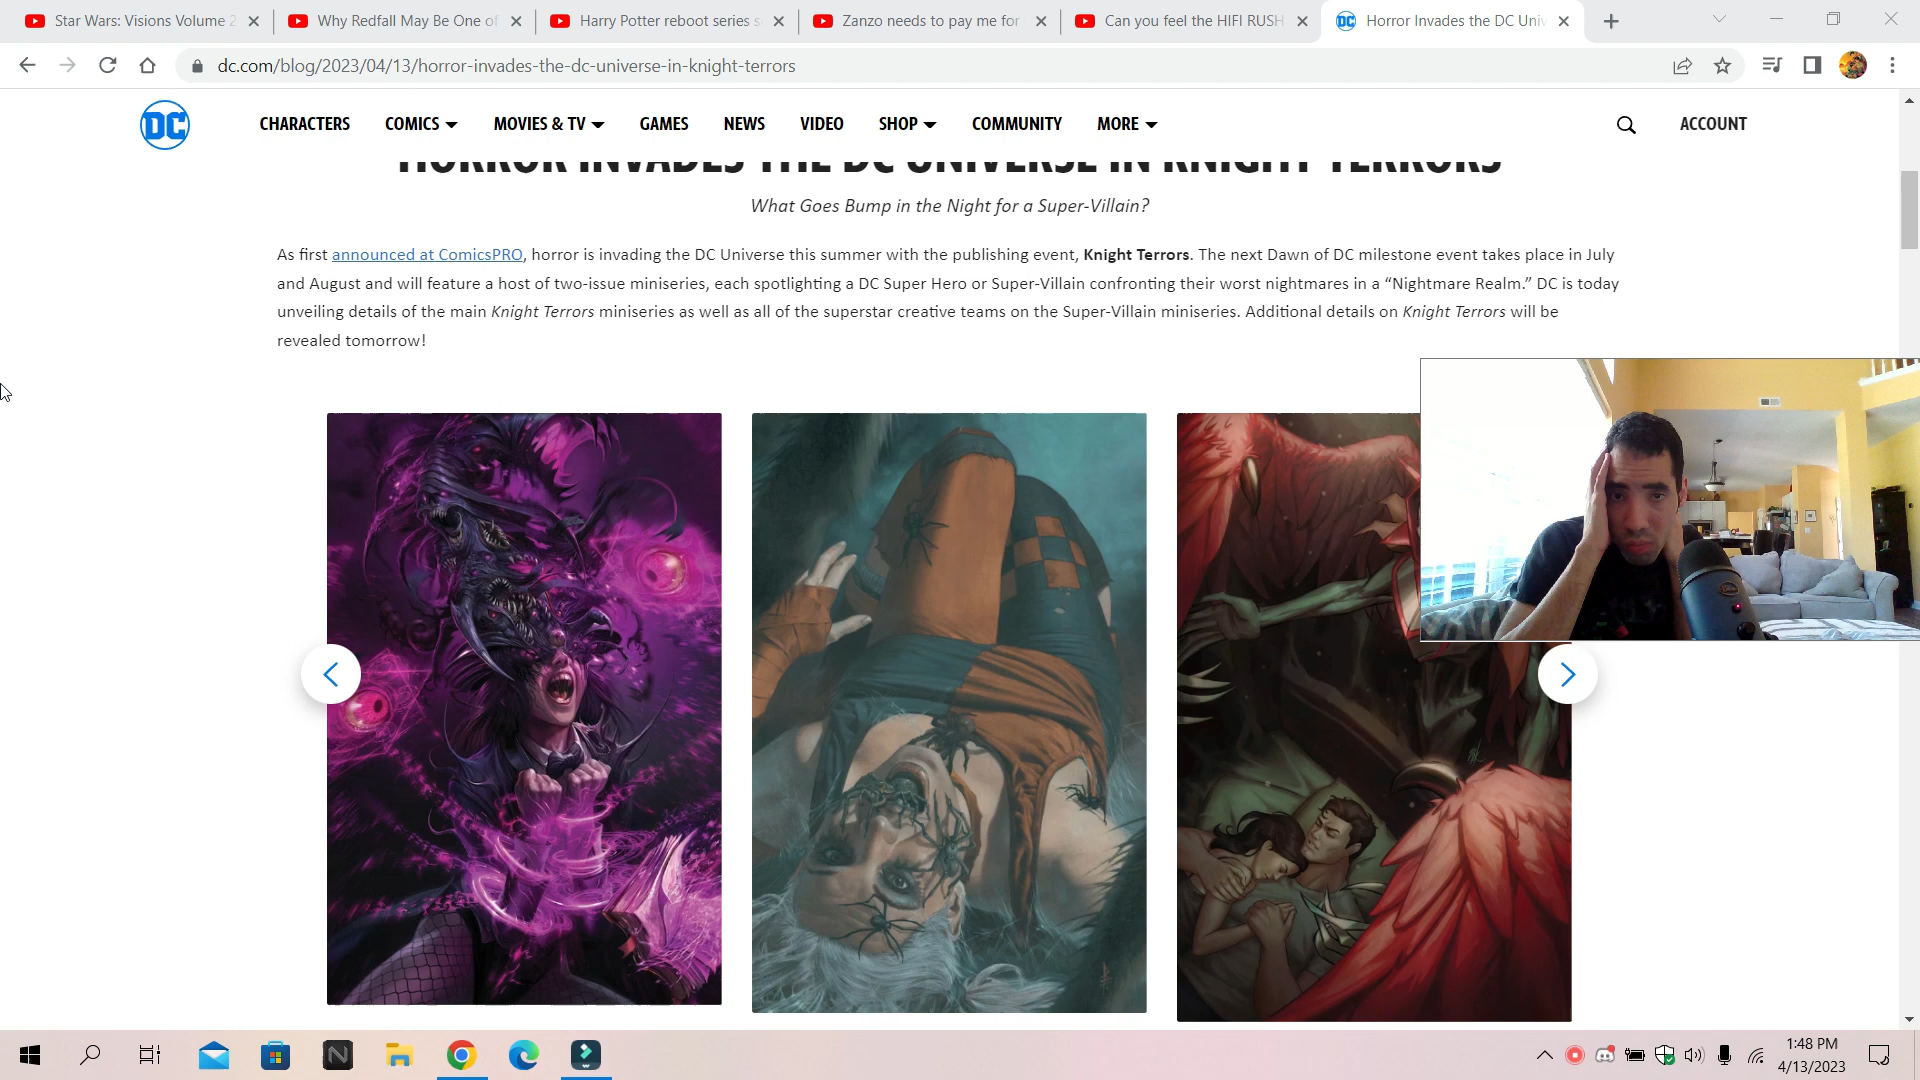 Star Wars: Visions Volume 2
Why Redfall May Be One of
Harry Potter reboot series s
Zanzo needs to pay me for
Can you feel the HIFI RUSH
Horror Invades the DC Univ
dc.com/blog/2023/04/13/horror-invades-the-dc-universe-in-knight-terrors
DC
CHARACTERS
COMICS
MOVIES & TV
GAMES
NEWS
VIDEO
SHOP
COMMUNITY
MORE
ACCOUNT
HORROR INVADES THE DC UNIVERSE IN KNIGHT TERRORS
What Goes Bump in the Night for a Super-Villain?
As first announced at ComicsPRO, horror is invading the DC Universe this summer with the publishing event, Knight Terrors. The next Dawn of DC milestone event takes place in July
and August and will feature a host of two-issue miniseries, each spotlighting a DC Super Hero or Super-Villain confronting their worst nightmares in a “Nightmare Realm.” DC is today
unveiling details of the main Knight Terrors miniseries as well as all of the superstar creative teams on the Super-Villain miniseries. Additional details on Knight Terrors will be
revealed tomorrow!
1:48 PM
4/13/2023